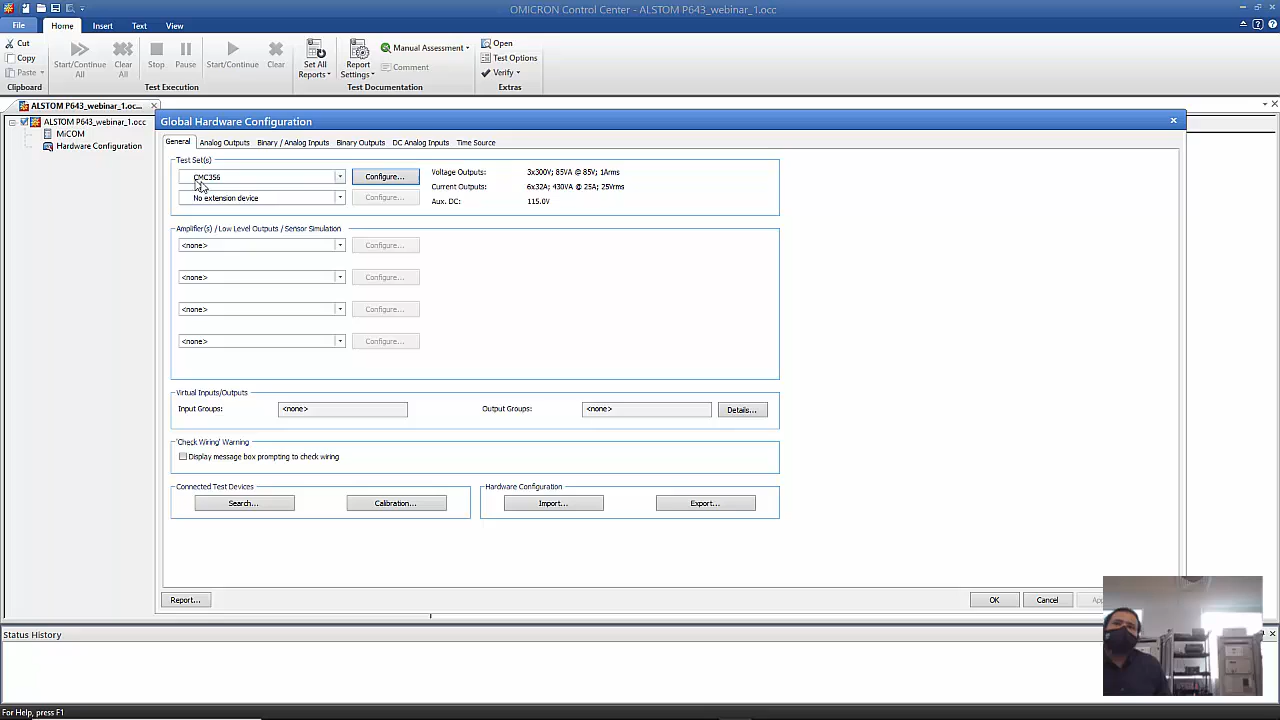 OMICRON Control Center - ALSTOM P643_webinar_1.occ
File Home Insert Text View
Cut
Copy
Paste
Clipboard
Start/Continue All
Clear All
Stop
Pause
Start/Continue
Clear
Test Execution
Set All Reports
Report Settings
Manual Assessment
Comment
Test Documentation
Open
Test Options
Verify
Extras
ALSTOM P643_webinar_1.oc...
ALSTOM P643_webinar_1.occ
MiCOM
Hardware Configuration
Global Hardware Configuration
General Analog Outputs Binary / Analog Inputs Binary Outputs DC Analog Inputs Time Source
Test Set(s)
CMC356 Configure... Voltage Outputs: 3x300V; 85VA @ 85V; 1Arms
Current Outputs: 6x32A; 430VA @ 25A; 25Vrms
No extension device Configure... Aux. DC: 115.0V
Amplifier(s) / Low Level Outputs / Sensor Simulation
<none> Configure...
<none> Configure...
<none> Configure...
<none> Configure...
Virtual Inputs/Outputs
Input Groups: <none> Output Groups: <none> Details...
'Check Wiring' Warning
Display message box prompting to check wiring
Connected Test Devices
Search... Calibration...
Hardware Configuration
Import... Export...
Report... OK Cancel
Status History
For Help, press F1